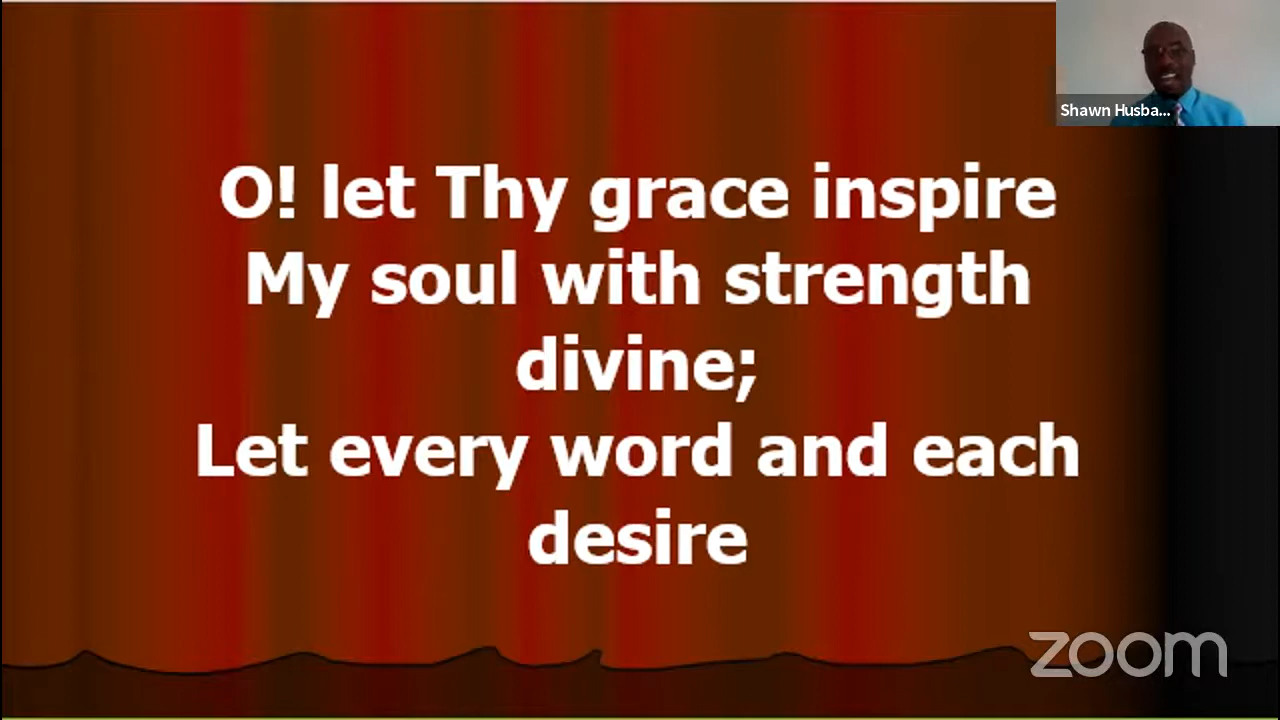 Shawn Husba...
O! let Thy grace inspire
My soul with strength
divine;
Let every word and each
desire
zoom